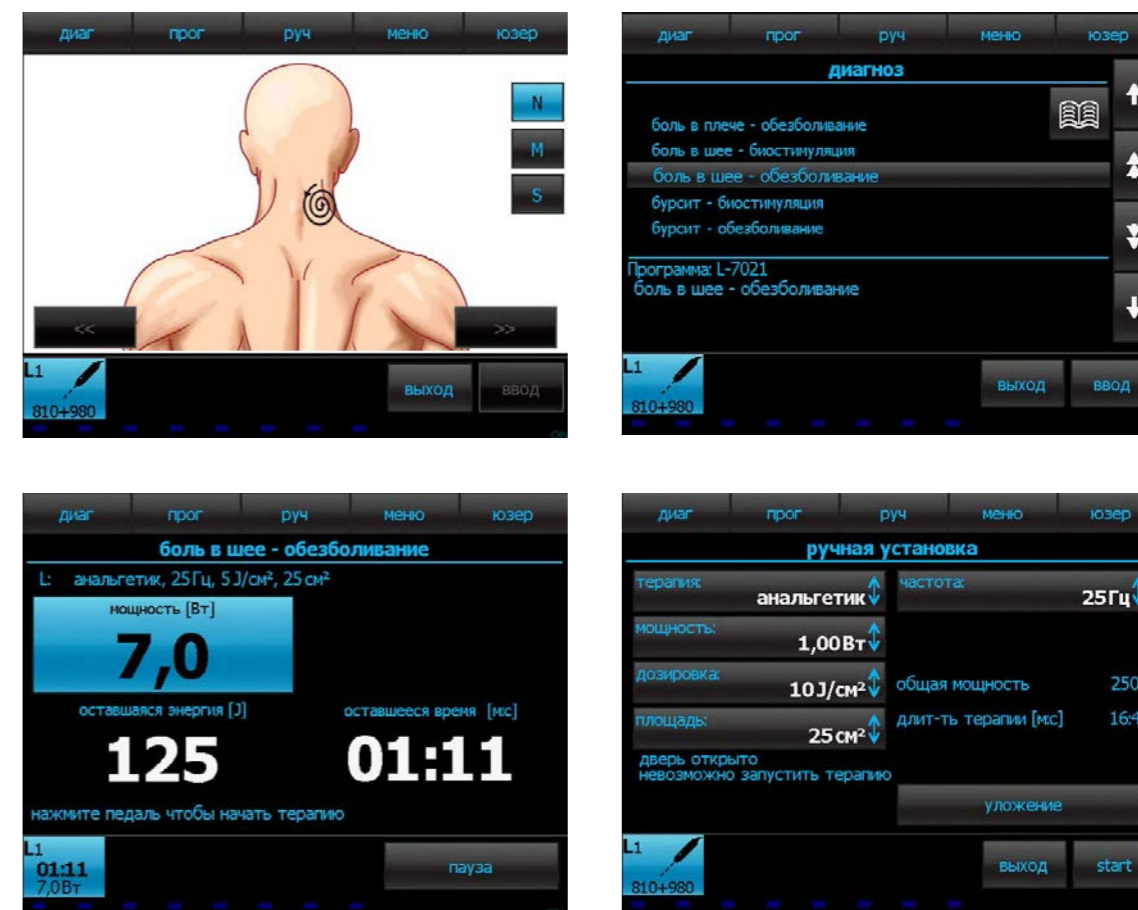 диаг прог руч меню юзер
N
M
S
<< >>
L1
810+980
выход ввод
диаг прог руч меню юзер
диагноз
боль в плече - обезболивание
боль в шее - биостимуляция
боль в шее - обезболивание
бурсит - биостимуляция
бурсит - обезболивание
Программа: L-7021
боль в шее - обезболивание
L1
810+980
выход ввод
диаг прог руч меню юзер
боль в шее - обезболивание
L: анальгетик, 25Гц, 5 J/см², 25 см²
мощность [Вт]
7,0
оставшаяся энергия [J] оставшееся время [м:с]
125 01:11
нажмите педаль чтобы начать терапию
L1
01:11
7,0Вт
пауза
диаг прог руч меню юзер
ручная установка
терапия: частота:
анальгетик 25Гц
мощность:
1,00Вт
дозировка:
10 J/см² общая мощность 250
площадь: длит-ть терапии [м:с] 16:4
25 см²
дверь открыто
невозможно запустить терапию
уложение
L1
810+980
выход start